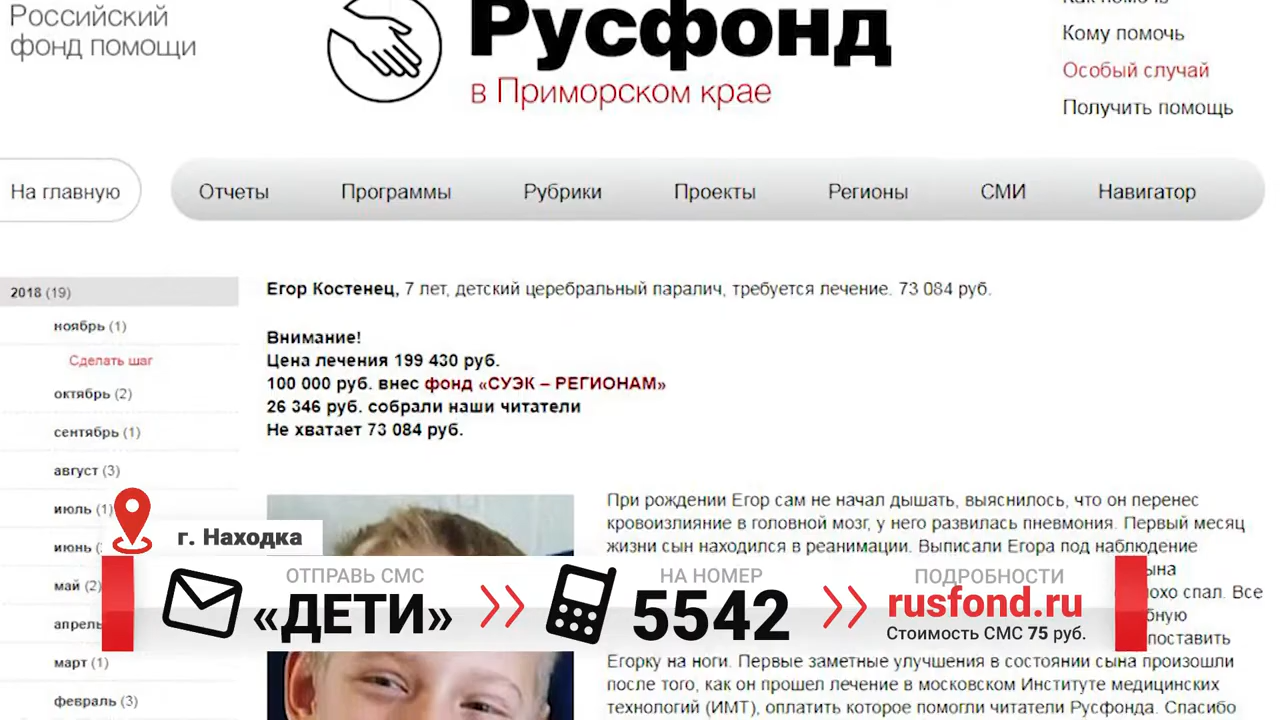 Российский
фонд помощи
Русфонд
в Приморском крае
Кому помочь
Особый случай
Получить помощь
На главную
Отчеты
Программы
Рубрики
Проекты
Регионы
СМИ
Навигатор
2018 (19)
ноябрь (1)
Сделать шаг
октябрь (2)
сентябрь (1)
август (3)
июль (1)
июнь
май (2)
апрель
март (1)
февраль (3)
Егор Костенец, 7 лет, детский церебральный паралич, требуется лечение. 73 084 руб.
Внимание!
Цена лечения 199 430 руб.
100 000 руб. внес фонд «СУЭК – РЕГИОНАМ»
26 346 руб. собрали наши читатели
Не хватает 73 084 руб.
При рождении Егор сам не начал дышать, выяснилось, что он перенес
кровоизлияние в головной мозг, у него развилась пневмония. Первый месяц
жизни сын находился в реанимации. Выписали Егора под наблюдение
спал. Все
поставить
Егорку на ноги. Первые заметные улучшения в состоянии сына произошли
после того, как он прошел лечение в московском Институте медицинских
технологий (ИМТ), оплатить которое помогли читатели Русфонда. Спасибо
г. Находка
ОТПРАВЬ СМС
«ДЕТИ»
НА НОМЕР
5542
ПОДРОБНОСТИ
rusfond.ru
Стоимость СМС 75 руб.